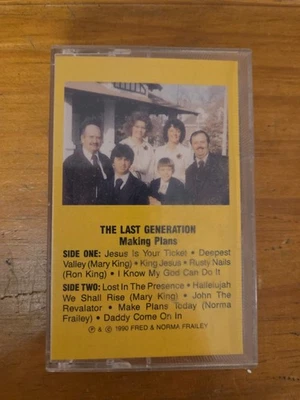 THE LAST GENERATION
Making Plans
SIDE ONE: Jesus Is Your Ticket • Deepest
Valley (Mary King) • King Jesus • Rusty Nails
(Ron King) • I Know My God Can Do It
SIDE TWO: Lost In The Presence • Hallelujah
We Shall Rise (Mary King) • John The
Revalator • Make Plans Today (Norma
Frailey) • Daddy Come On In
℗ & © 1990 FRED & NORMA FRAILEY